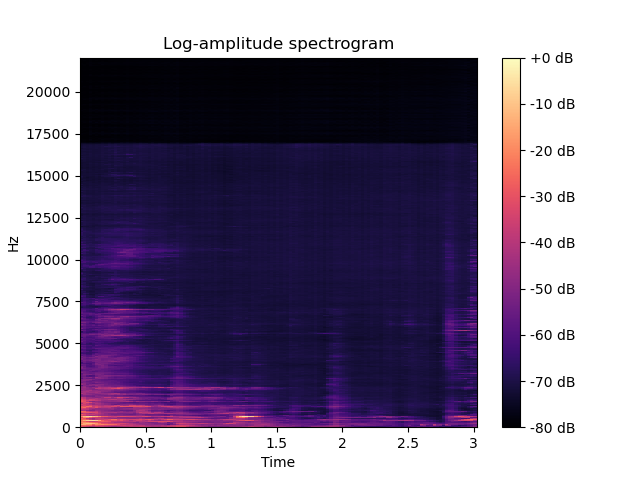 Log-amplitude spectrogram
20000
17500
15000
12500
10000
7500
5000
2500
0
Hz
0
0.5
1
1.5
2
2.5
3
Time
+0 dB
-10 dB
-20 dB
-30 dB
-40 dB
-50 dB
-60 dB
-70 dB
-80 dB